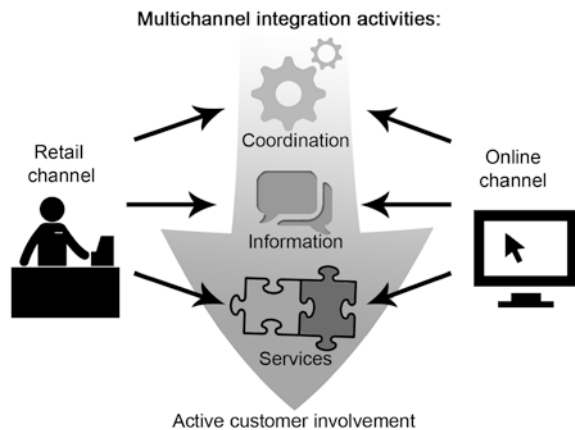 Multichannel integration activities:
Coordination
Retail
channel
Online
channel
Information
Services
Active customer involvement